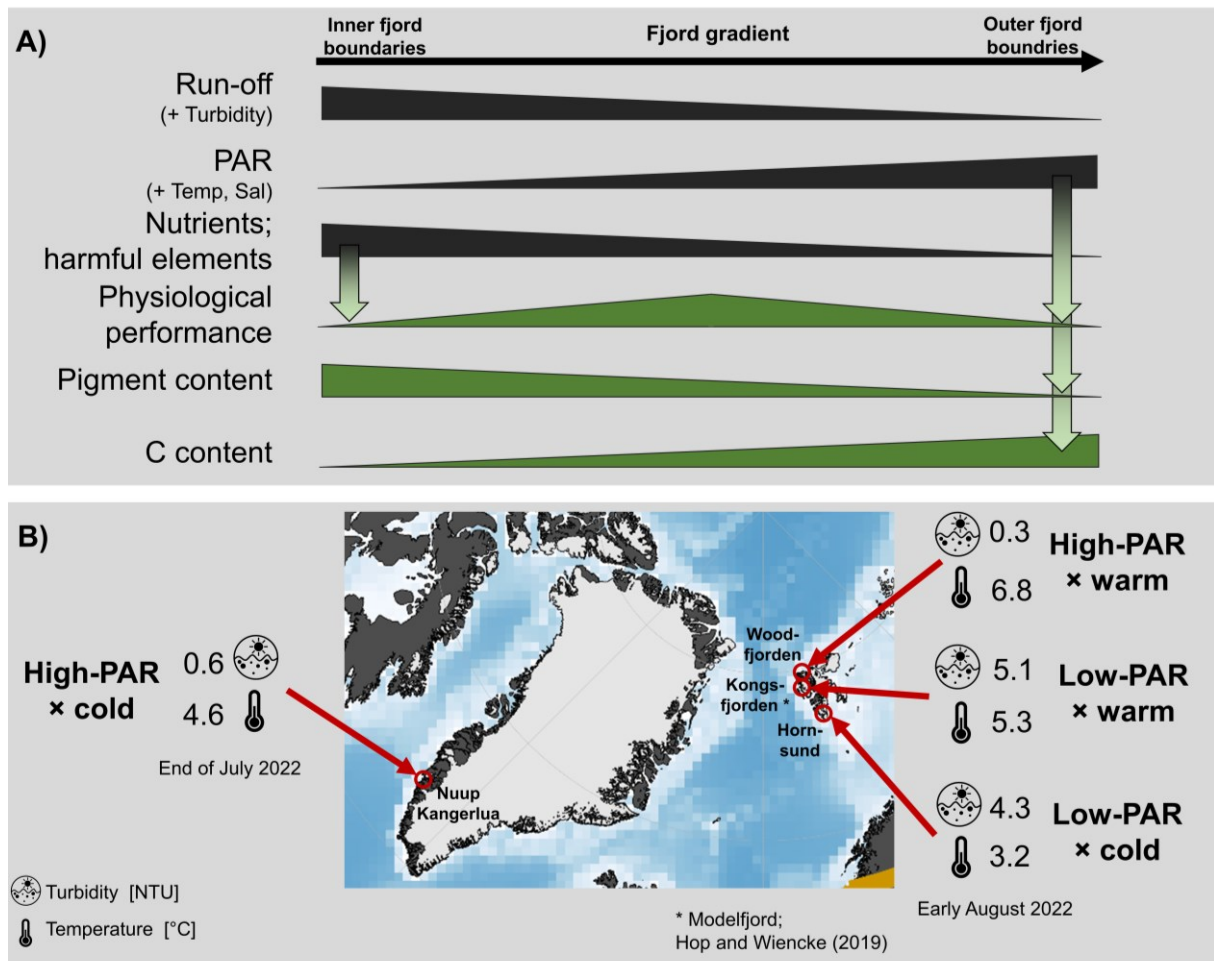 A)
Inner fjord
boundaries
Fjord gradient
Outer fjord
boundries
Run-off
(+ Turbidity)
PAR
(+ Temp, Sal)
Nutrients;
harmful elements
Physiological
performance
Pigment content
C content
B)
High-PAR
× cold
0.6
4.6
End of July 2022
Nuup
Kangerlua
Wood-
fjorden
Kongs-
fjorden *
Horn-
sund
0.3
6.8
High-PAR
× warm
5.1
5.3
Low-PAR
× warm
4.3
3.2
Low-PAR
× cold
Early August 2022
Turbidity [NTU]
Temperature [°C]
* Modelfjord;
Hop and Wiencke (2019)